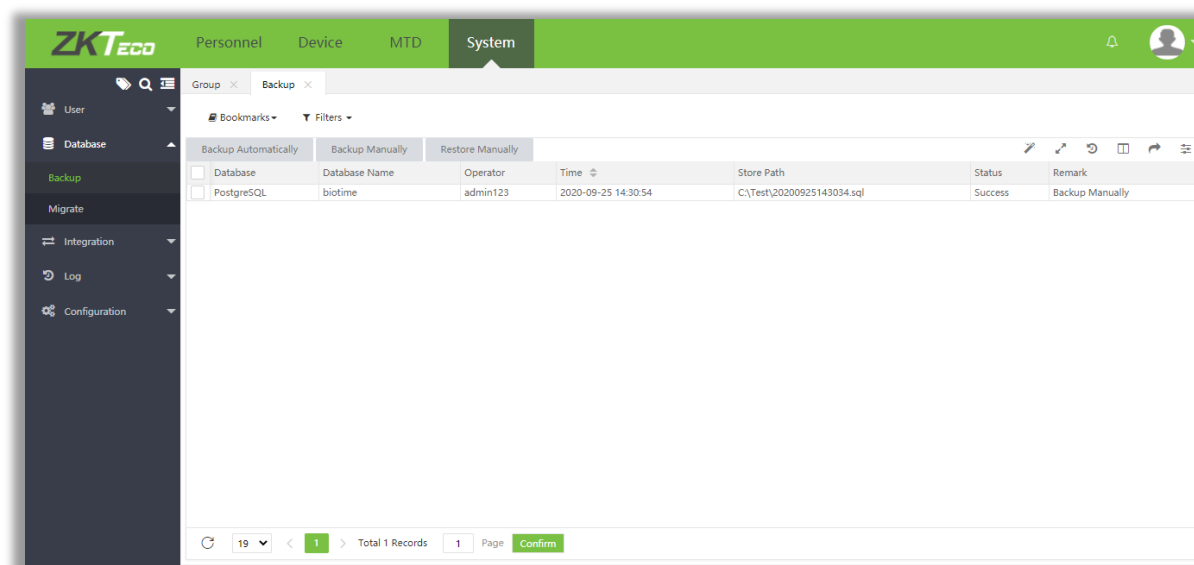 ZKTECO Personnel Device MTD System
Group Backup
User
Bookmarks Filters
Database
Backup Automatically Backup Manually Restore Manually
Database Database Name Operator Time Store Path Status Remark
Backup
PostgreSQL biotime admin123 2020-09-25 14:30:54 C:\Test\20200925143034.sql Success Backup Manually
Migrate
Integration
Log
Configuration
19 1 Total 1 Records 1 Page Confirm